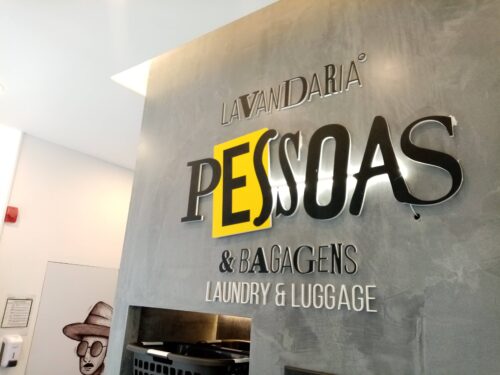 LAVANDARIA
PESSOAS
& BAGAGENS
LAUNDRY & LUGGAGE